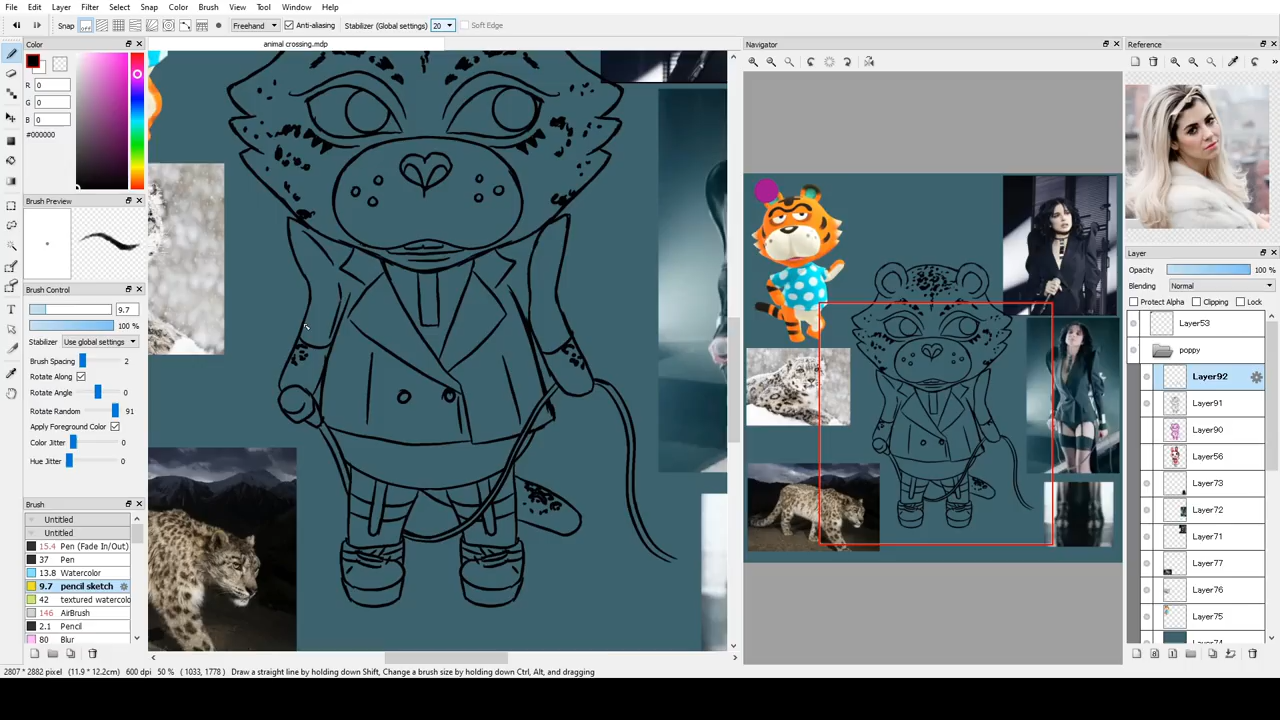 File Edit Layer Filter Select Snap Color Brush View Tool Window Help
Snap off Freehand Anti-aliasing Stabilizer (Global settings) 20 Soft Edge
Color
animal crossing.mdp
Navigator
Reference
R 0
G 0
B 0
#000000
Brush Preview
Brush Control
9.7
100 %
Stabilizer Use global settings
Brush Spacing 2
Rotate Along
Rotate Angle 0
Rotate Random 91
Apply Foreground Color
Color Jitter 0
Hue Jitter 0
Brush
Untitled
Untitled
15.4 Pen (Fade In/Out)
37 Pen
13.8 Watercolor
9.7 pencil sketch
42 textured watercolo
146 AirBrush
2.1 Pencil
80 Blur
Layer
Opacity 100 %
Blending Normal
Protect Alpha Clipping Lock
Layer53
poppy
Layer92
Layer91
Layer90
Layer56
Layer73
Layer72
Layer71
Layer77
Layer76
Layer75
Layer74
2807 * 2882 pixel (11.9 * 12.2cm) 600 dpi 50 % ( 1033, 1778 ) Draw a straight line by holding down Shift, Change a brush size by holding down Ctrl, Alt, and dragging